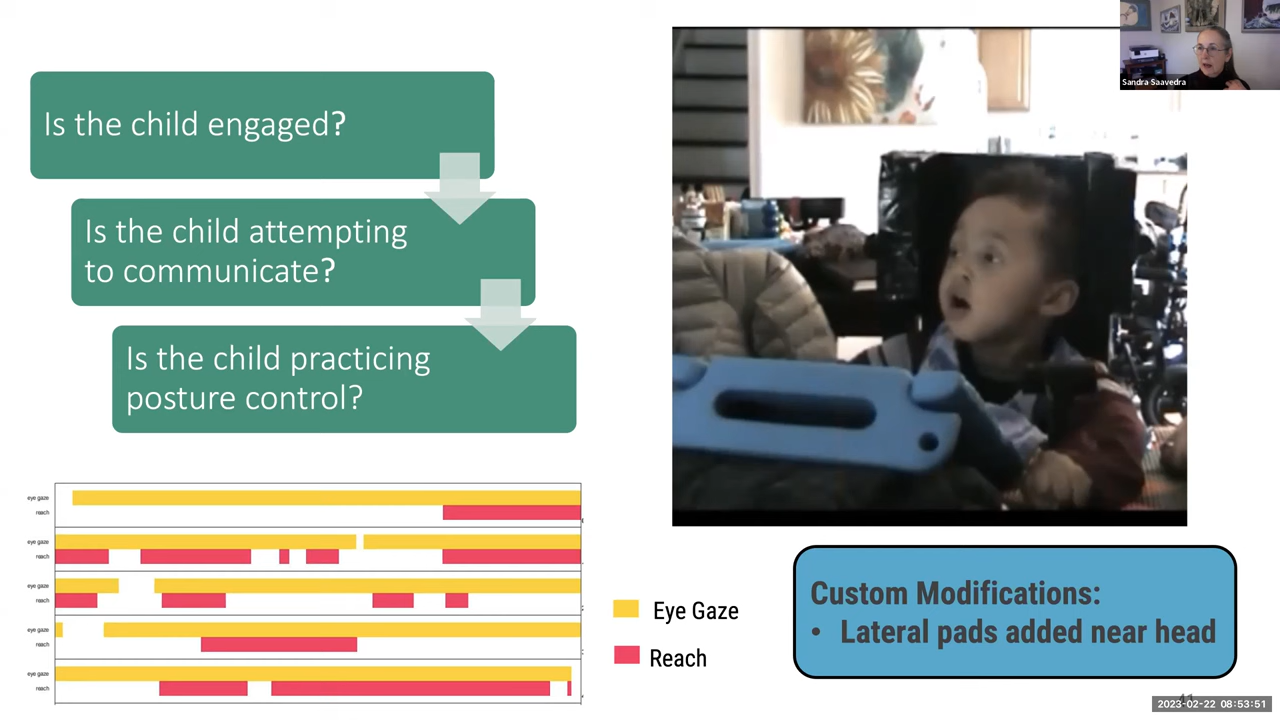 Sandra Saavedra
Is the child engaged?
Is the child attempting
to communicate?
Is the child practicing
posture control?
eye gaze
reach
eye gaze
reach
eye gaze
reach
eye gaze
reach
eye gaze
reach
Eye Gaze
Reach
Custom Modifications:
• Lateral pads added near head
2023-02-22 08:53:51